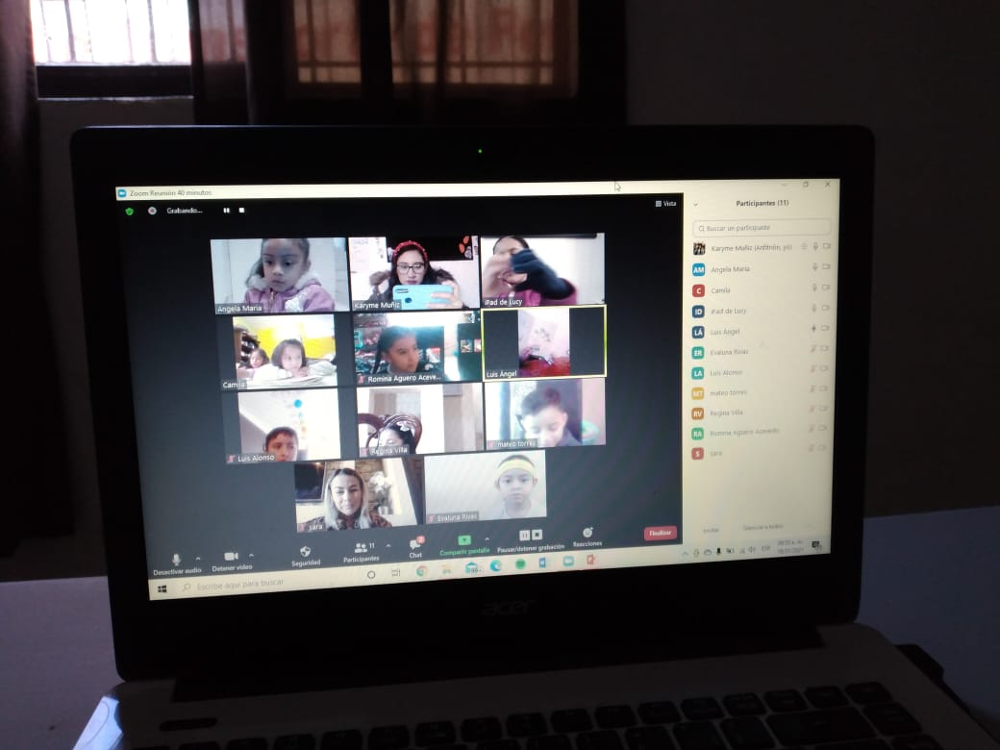 Zoom Reunión 40 minutos
Grabando...
Vista
Participantes (11)
Buscar un participante
Karyme Muñiz (Anfitrión, yo)
AM Angela Maria
C Camila
ID iPad de Lucy
LÁ Luis Ángel
ER Evaluna Rivas
LA Luis Alonso
MT mateo torres
RV Regina Villa
RA Romina Aguero Acevedo
S sara
Angela Maria
Karyme Muñiz
iPad de Lucy
Camila
Romina Aguero Aceve...
Luis Ángel
Luis Alonso
Regina Villa
mateo torres
sara
Evaluna Rivas
Invitar
Silenciar a todos
Desactivar audio
Detener video
Seguridad
Participantes
11
Chat
Compartir pantalla
Pausar/detener grabación
Reacciones
Finalizar
Escribe aquí para buscar
ESP
acer